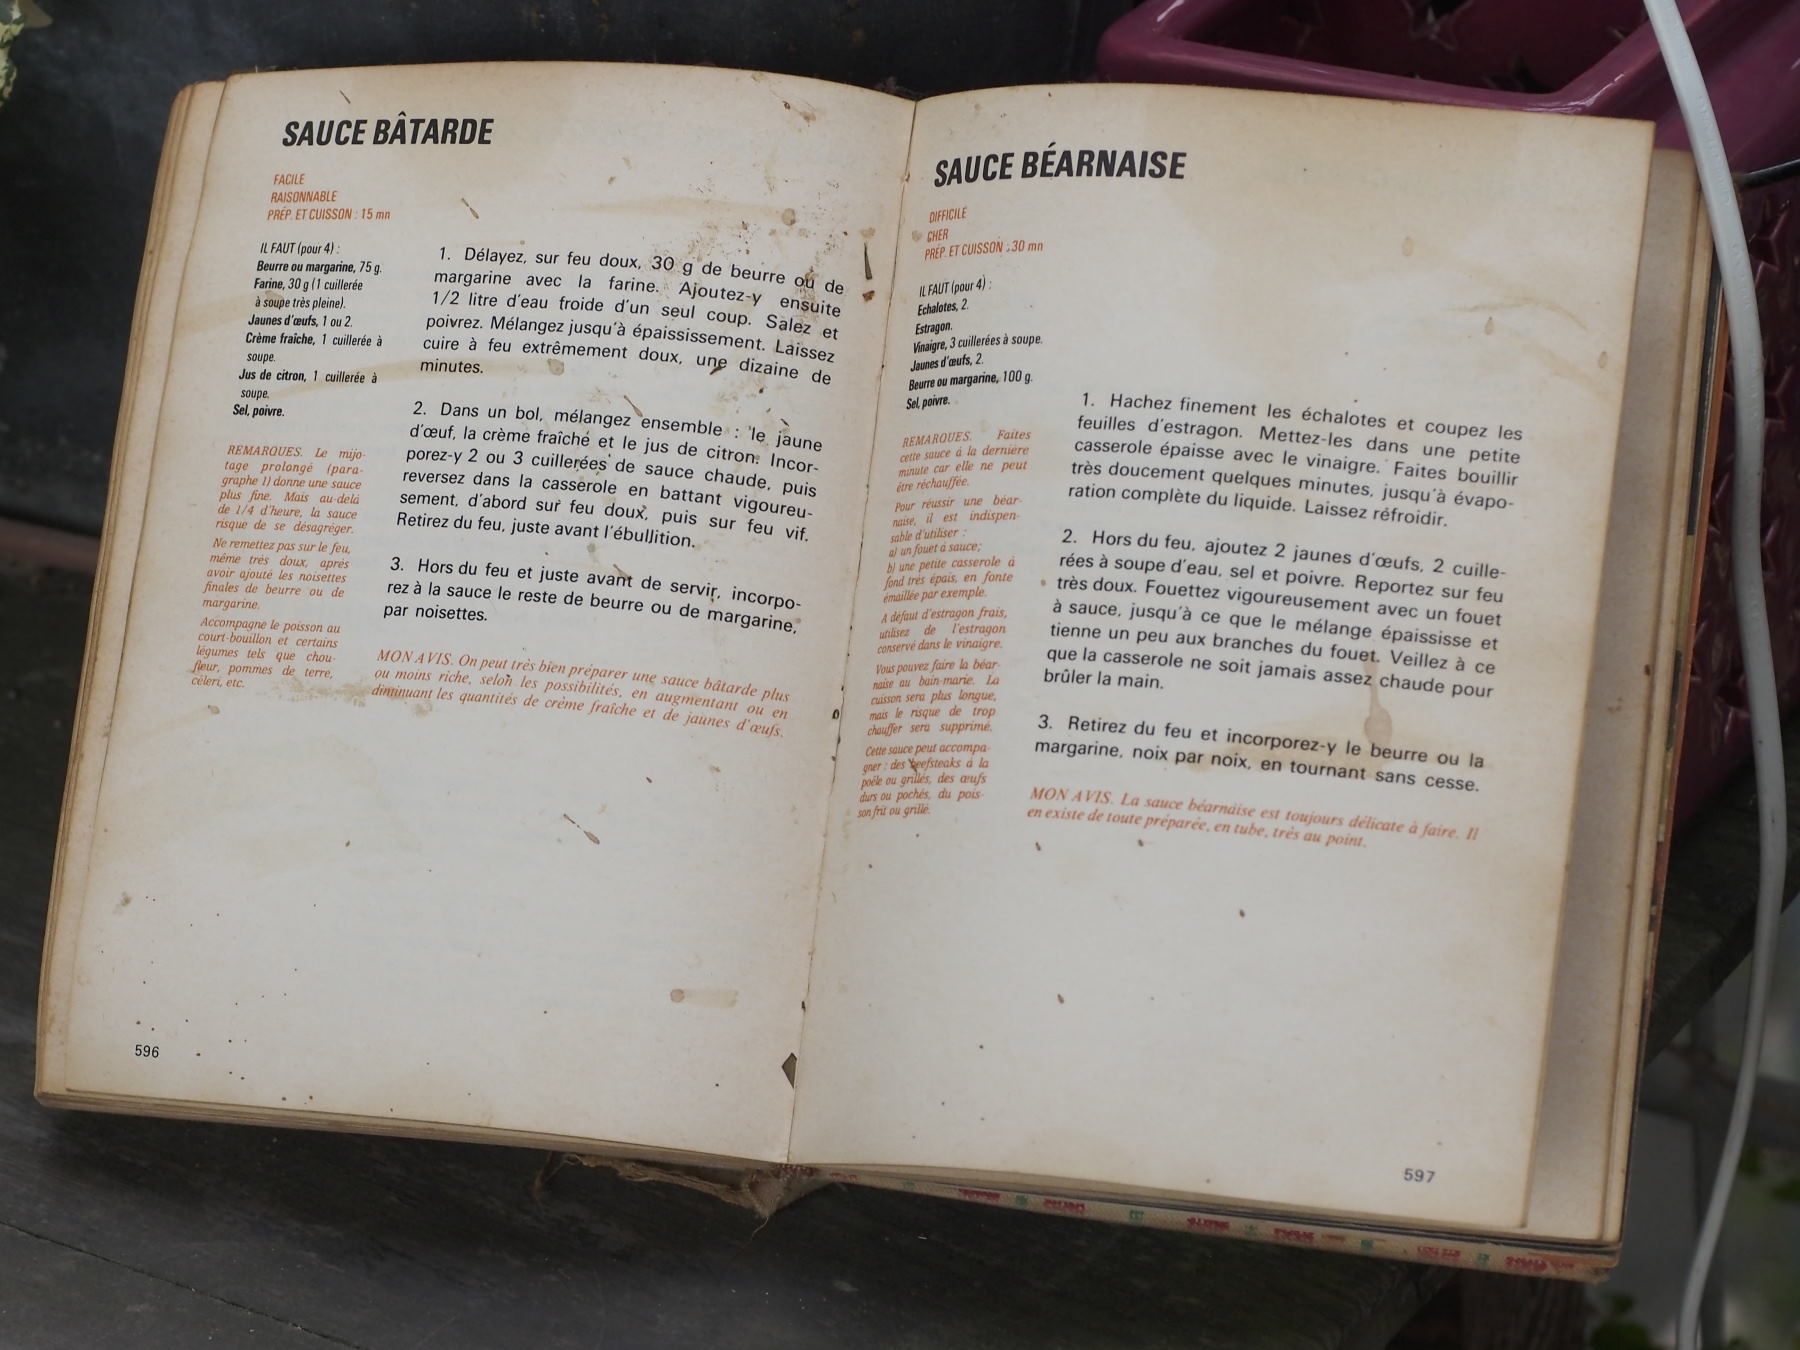 SAUCE BÂTARDE
FACILE
RAISONNABLE
PRÉP. ET CUISSON : 15 mn
IL FAUT (pour 4) :
Beurre ou margarine, 75 g.
Farine, 30 g (1 cuillerée
à soupe très pleine).
Jaunes d'œufs, 1 ou 2.
Crème fraîche, 1 cuillerée à
soupe.
Jus de citron, 1 cuillerée à
soupe.
Sel, poivre.
REMARQUES. Le mijo-
tage prolongé (para-
graphe 1) donne une sauce
plus fine. Mais au-delà
de 1/4 d'heure, la sauce
risque de se désagréger.
Ne remettez pas sur le feu,
même très doux, après
avoir ajouté les noisettes
finales de beurre ou de
margarine.
Accompagne le poisson au
court-bouillon et certains
légumes tels que chou-
fleur, pommes de terre,
céleri, etc.
1. Délayez, sur feu doux, 30 g de beurre ou de
margarine avec la farine. Ajoutez-y ensuite
1/2 litre d'eau froide d'un seul coup. Salez et
poivrez. Mélangez jusqu'à épaississement. Laissez
cuire à feu extrêmement doux, une dizaine de
minutes.
2. Dans un bol, mélangez ensemble : le jaune
d'œuf, la crème fraîche et le jus de citron. Incor-
porez-y 2 ou 3 cuillerées de sauce chaude, puis
reversez dans la casserole en battant vigoureu-
sement, d'abord sur feu doux, puis sur feu vif.
Retirez du feu, juste avant l'ébullition.
3. Hors du feu et juste avant de servir, incorpo-
rez à la sauce le reste de beurre ou de margarine,
par noisettes.
MON AVIS. On peut très bien préparer une sauce bâtarde plus
ou moins riche, selon les possibilités, en augmentant ou en
diminuant les quantités de crème fraîche et de jaunes d'œufs.
596
SAUCE BÉARNAISE
DIFFICILE
CHER
PRÉP. ET CUISSON : 30 mn
IL FAUT (pour 4) :
Echalotes, 2.
Estragon.
Vinaigre, 3 cuillerées à soupe.
Jaunes d'œufs, 2.
Beurre ou margarine, 100 g.
Sel, poivre.
REMARQUES. Faites
cette sauce à la dernière
minute car elle ne peut
être réchauffée.
Pour réussir une béar-
naise, il est indispen-
sable d'utiliser :
a) un fouet à sauce;
b) une petite casserole à
fond très épais, en fonte
émaillée par exemple.
A défaut d'estragon frais,
utilisez de l'estragon
conservé dans le vinaigre.
Vous pouvez faire la béar-
naise au bain-marie. La
cuisson sera plus longue,
mais le risque de trop
chauffer sera supprimé.
Cette sauce peut accompa-
gner : des beefsteaks à la
poêle ou grillés, des œufs
durs ou pochés, du pois-
son frit ou grillé.
1. Hachez finement les échalotes et coupez les
feuilles d'estragon. Mettez-les dans une petite
casserole épaisse avec le vinaigre. Faites bouillir
très doucement quelques minutes, jusqu'à évapo-
ration complète du liquide. Laissez réfroidir.
2. Hors du feu, ajoutez 2 jaunes d'œufs, 2 cuille-
rées à soupe d'eau, sel et poivre. Reportez sur feu
très doux. Fouettez vigoureusement avec un fouet
à sauce, jusqu'à ce que le mélange épaississe et
tienne un peu aux branches du fouet. Veillez à ce
que la casserole ne soit jamais assez chaude pour
brûler la main.
3. Retirez du feu et incorporez-y le beurre ou la
margarine, noix par noix, en tournant sans cesse.
MON AVIS. La sauce béarnaise est toujours délicate à faire. Il
en existe de toute préparée, en tube, très au point.
597